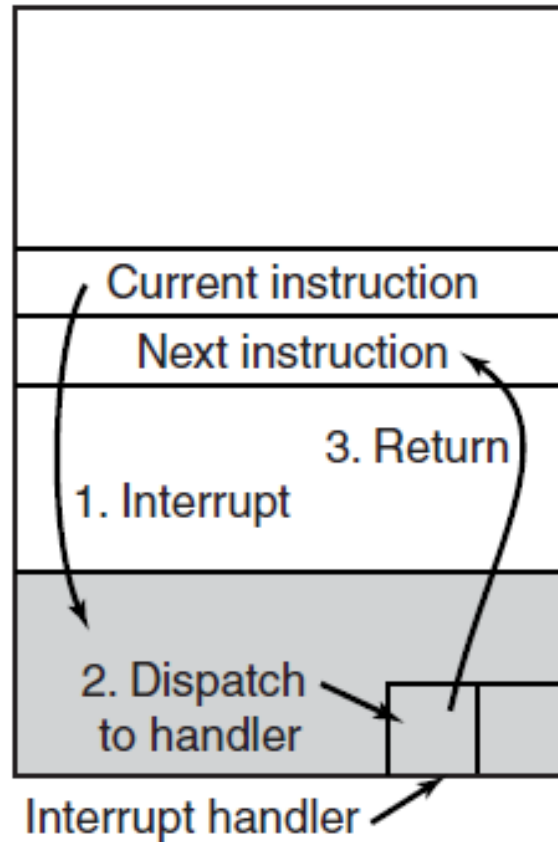 Current instruction
Next instruction
3. Return
1. Interrupt
2. Dispatch
to handler
Interrupt handler